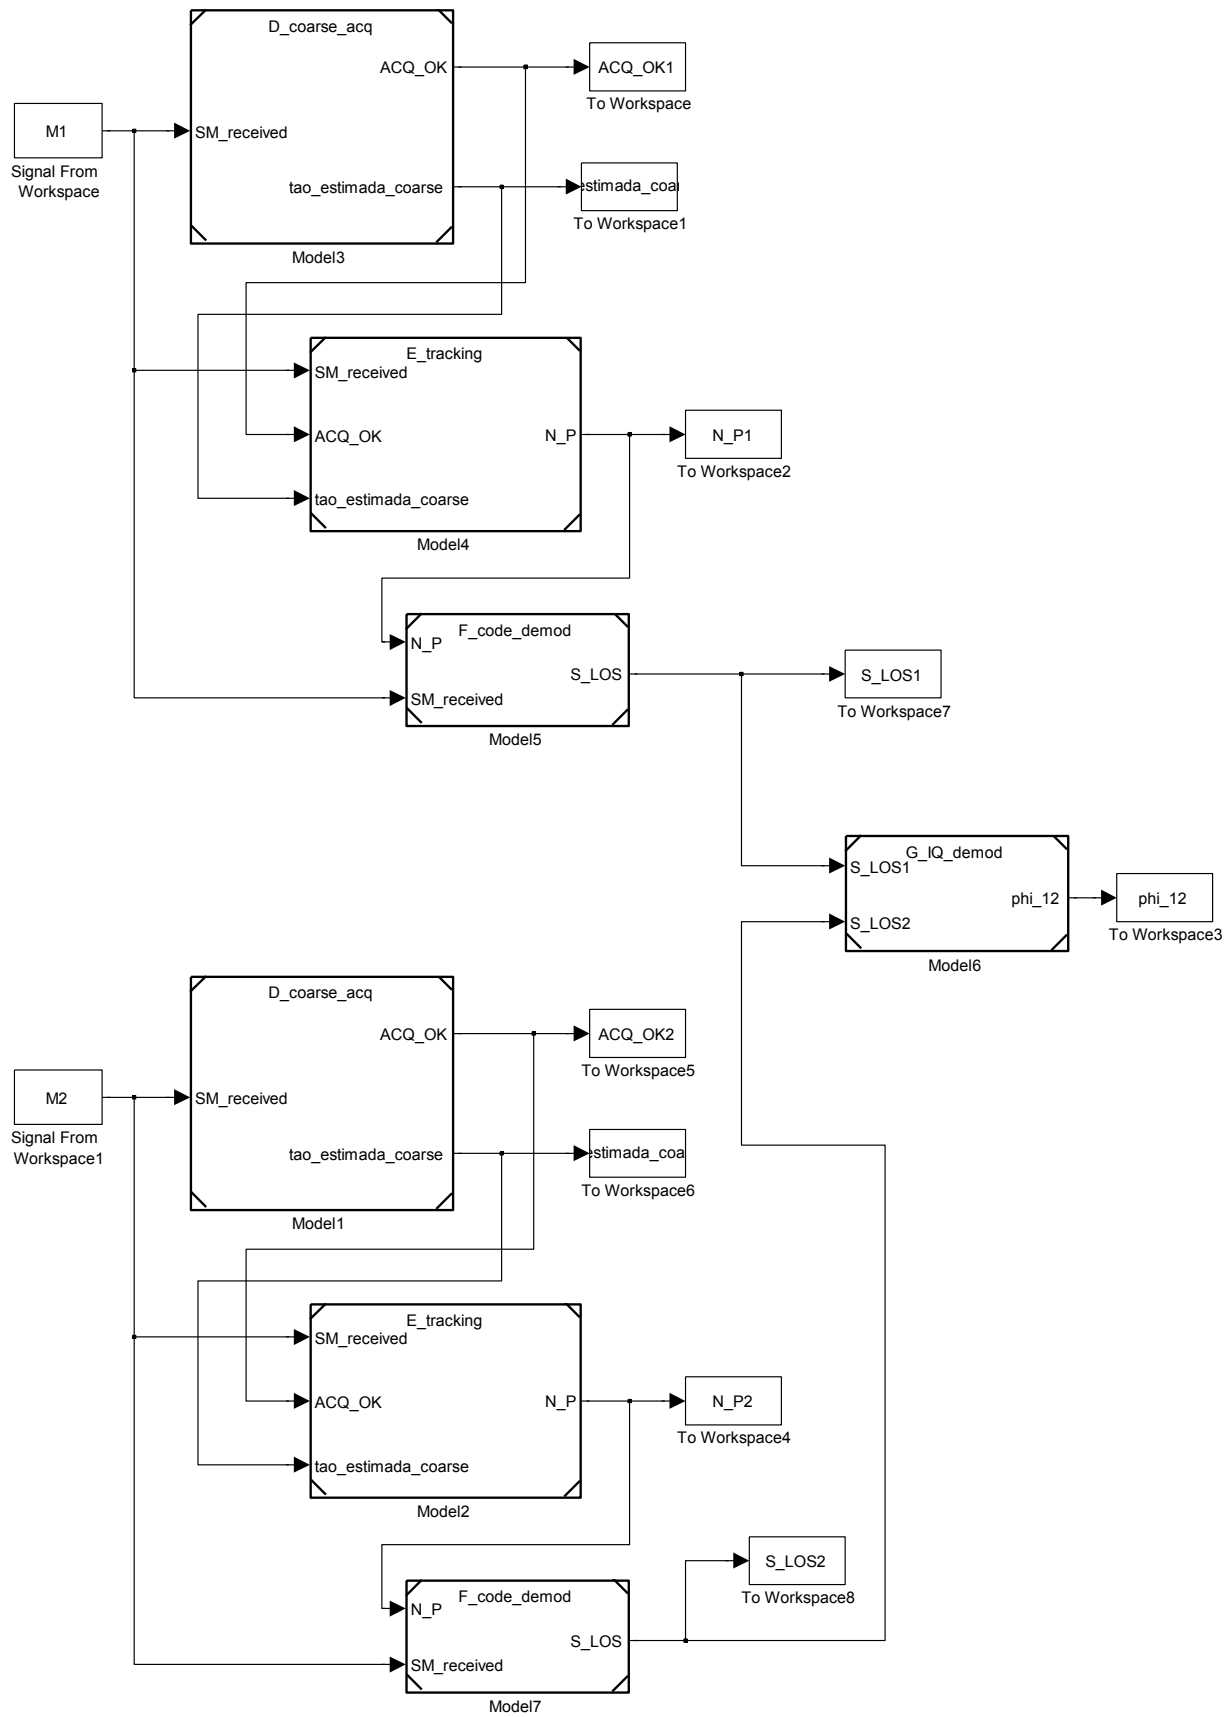 D_coarse_acq
ACQ_OK
ACQ_OK1
To Workspace
M1
SM_received
Signal From
Workspace
tao_estimada_coarse
estimada_coa
To Workspace1
Model3
E_tracking
SM_received
ACQ_OK
N_P
N_P1
To Workspace2
tao_estimada_coarse
Model4
F_code_demod
N_P
S_LOS
S_LOS1
SM_received
To Workspace7
Model5
G_IQ_demod
S_LOS1
phi_12
phi_12
S_LOS2
To Workspace3
Model6
D_coarse_acq
ACQ_OK
ACQ_OK2
To Workspace5
M2
SM_received
Signal From
Workspace1
tao_estimada_coarse
estimada_coa
To Workspace6
Model1
E_tracking
SM_received
ACQ_OK
N_P
N_P2
To Workspace4
tao_estimada_coarse
Model2
S_LOS2
To Workspace8
F_code_demod
N_P
S_LOS
SM_received
Model7